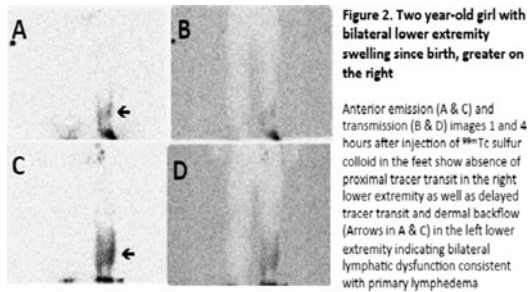 A
B
C
D
Figure 2. Two year-old girl with
bilateral lower extremity
swelling since birth, greater on
the right
Anterior emission (A & C) and
transmission (B & D) images 1 and 4
hours after injection of ⁹⁹ᵐTc sulfur
colloid in the feet show absence of
proximal tracer transit in the right
lower extremity as well as delayed
tracer transit and dermal backflow
(Arrows in A & C) in the left lower
extremity indicating bilateral
lymphatic dysfunction consistent
with primary lymphedema